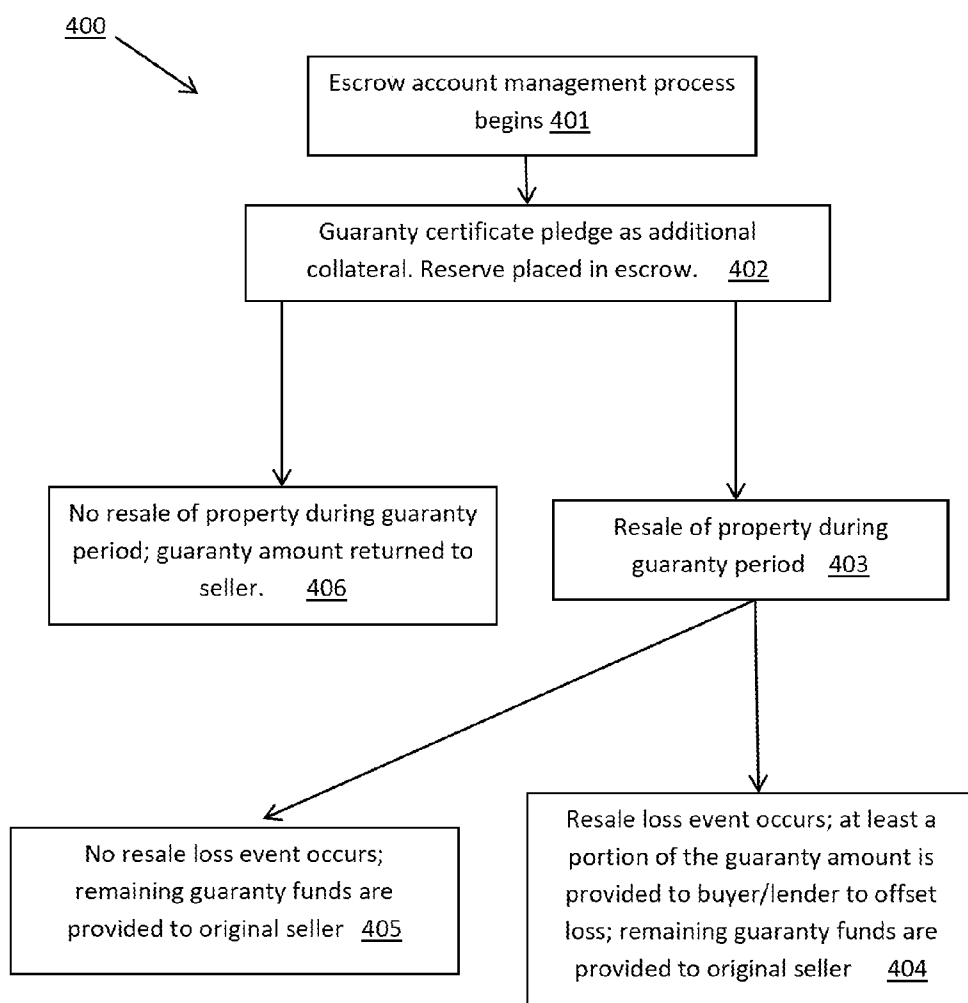 400
Escrow account management process
begins 401
Guaranty certificate pledge as additional
collateral. Reserve placed in escrow. 402
No resale of property during guaranty
period; guaranty amount returned to
seller. 406
Resale of property during
guaranty period 403
No resale loss event occurs;
remaining guaranty funds are
provided to original seller 405
Resale loss event occurs; at least a
portion of the guaranty amount is
provided to buyer/lender to offset
loss; remaining guaranty funds are
provided to original seller 404